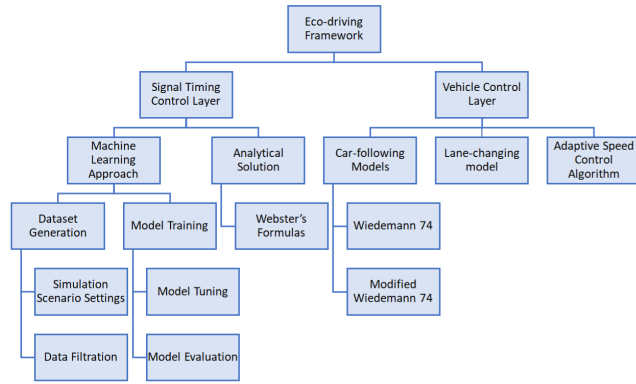 Eco-driving
Framework
Signal Timing
Control Layer
Vehicle Control
Layer
Machine
Learning
Approach
Analytical
Solution
Car-following
Models
Lane-changing
model
Adaptive Speed
Control
Algorithm
Dataset
Generation
Model Training
Webster's
Formulas
Wiedemann 74
Simulation
Scenario Settings
Model Tuning
Modified
Wiedemann 74
Data Filtration
Model Evaluation